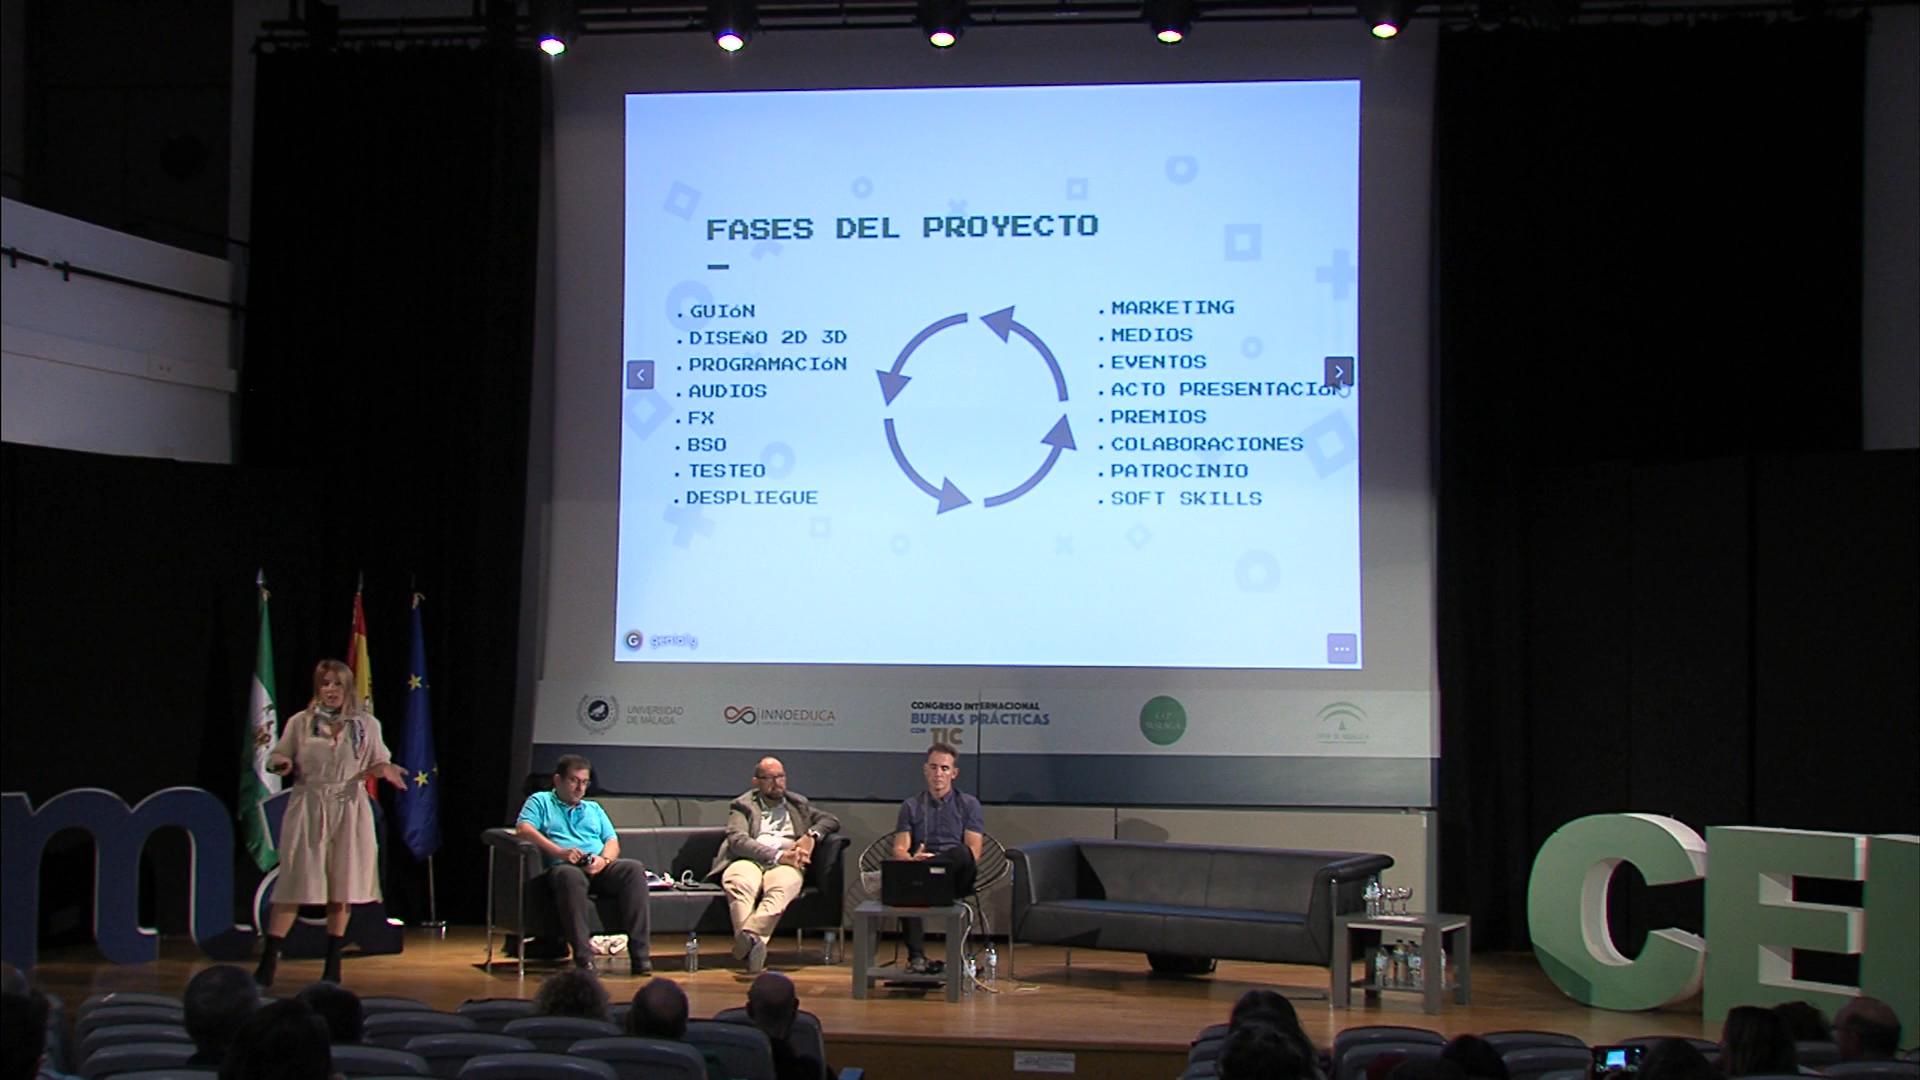 FASES DEL PROYECTO
. GUIóN
. DISEÑO 2D 3D
. PROGRAMACIóN
. AUDIOS
. FX
. BSO
. TESTEO
. DESPLIEGUE
. MARKETING
. MEDIOS
. EVENTOS
. ACTO PRESENTACIóN
. PREMIOS
. COLABORACIONES
. PATROCINIO
. SOFT SKILLS
G genially
UNIVERSIDAD
DE MÁLAGA
INNOEDUCA
CONGRESO INTERNACIONAL
BUENAS PRÁCTICAS
CON TIC
m
CE